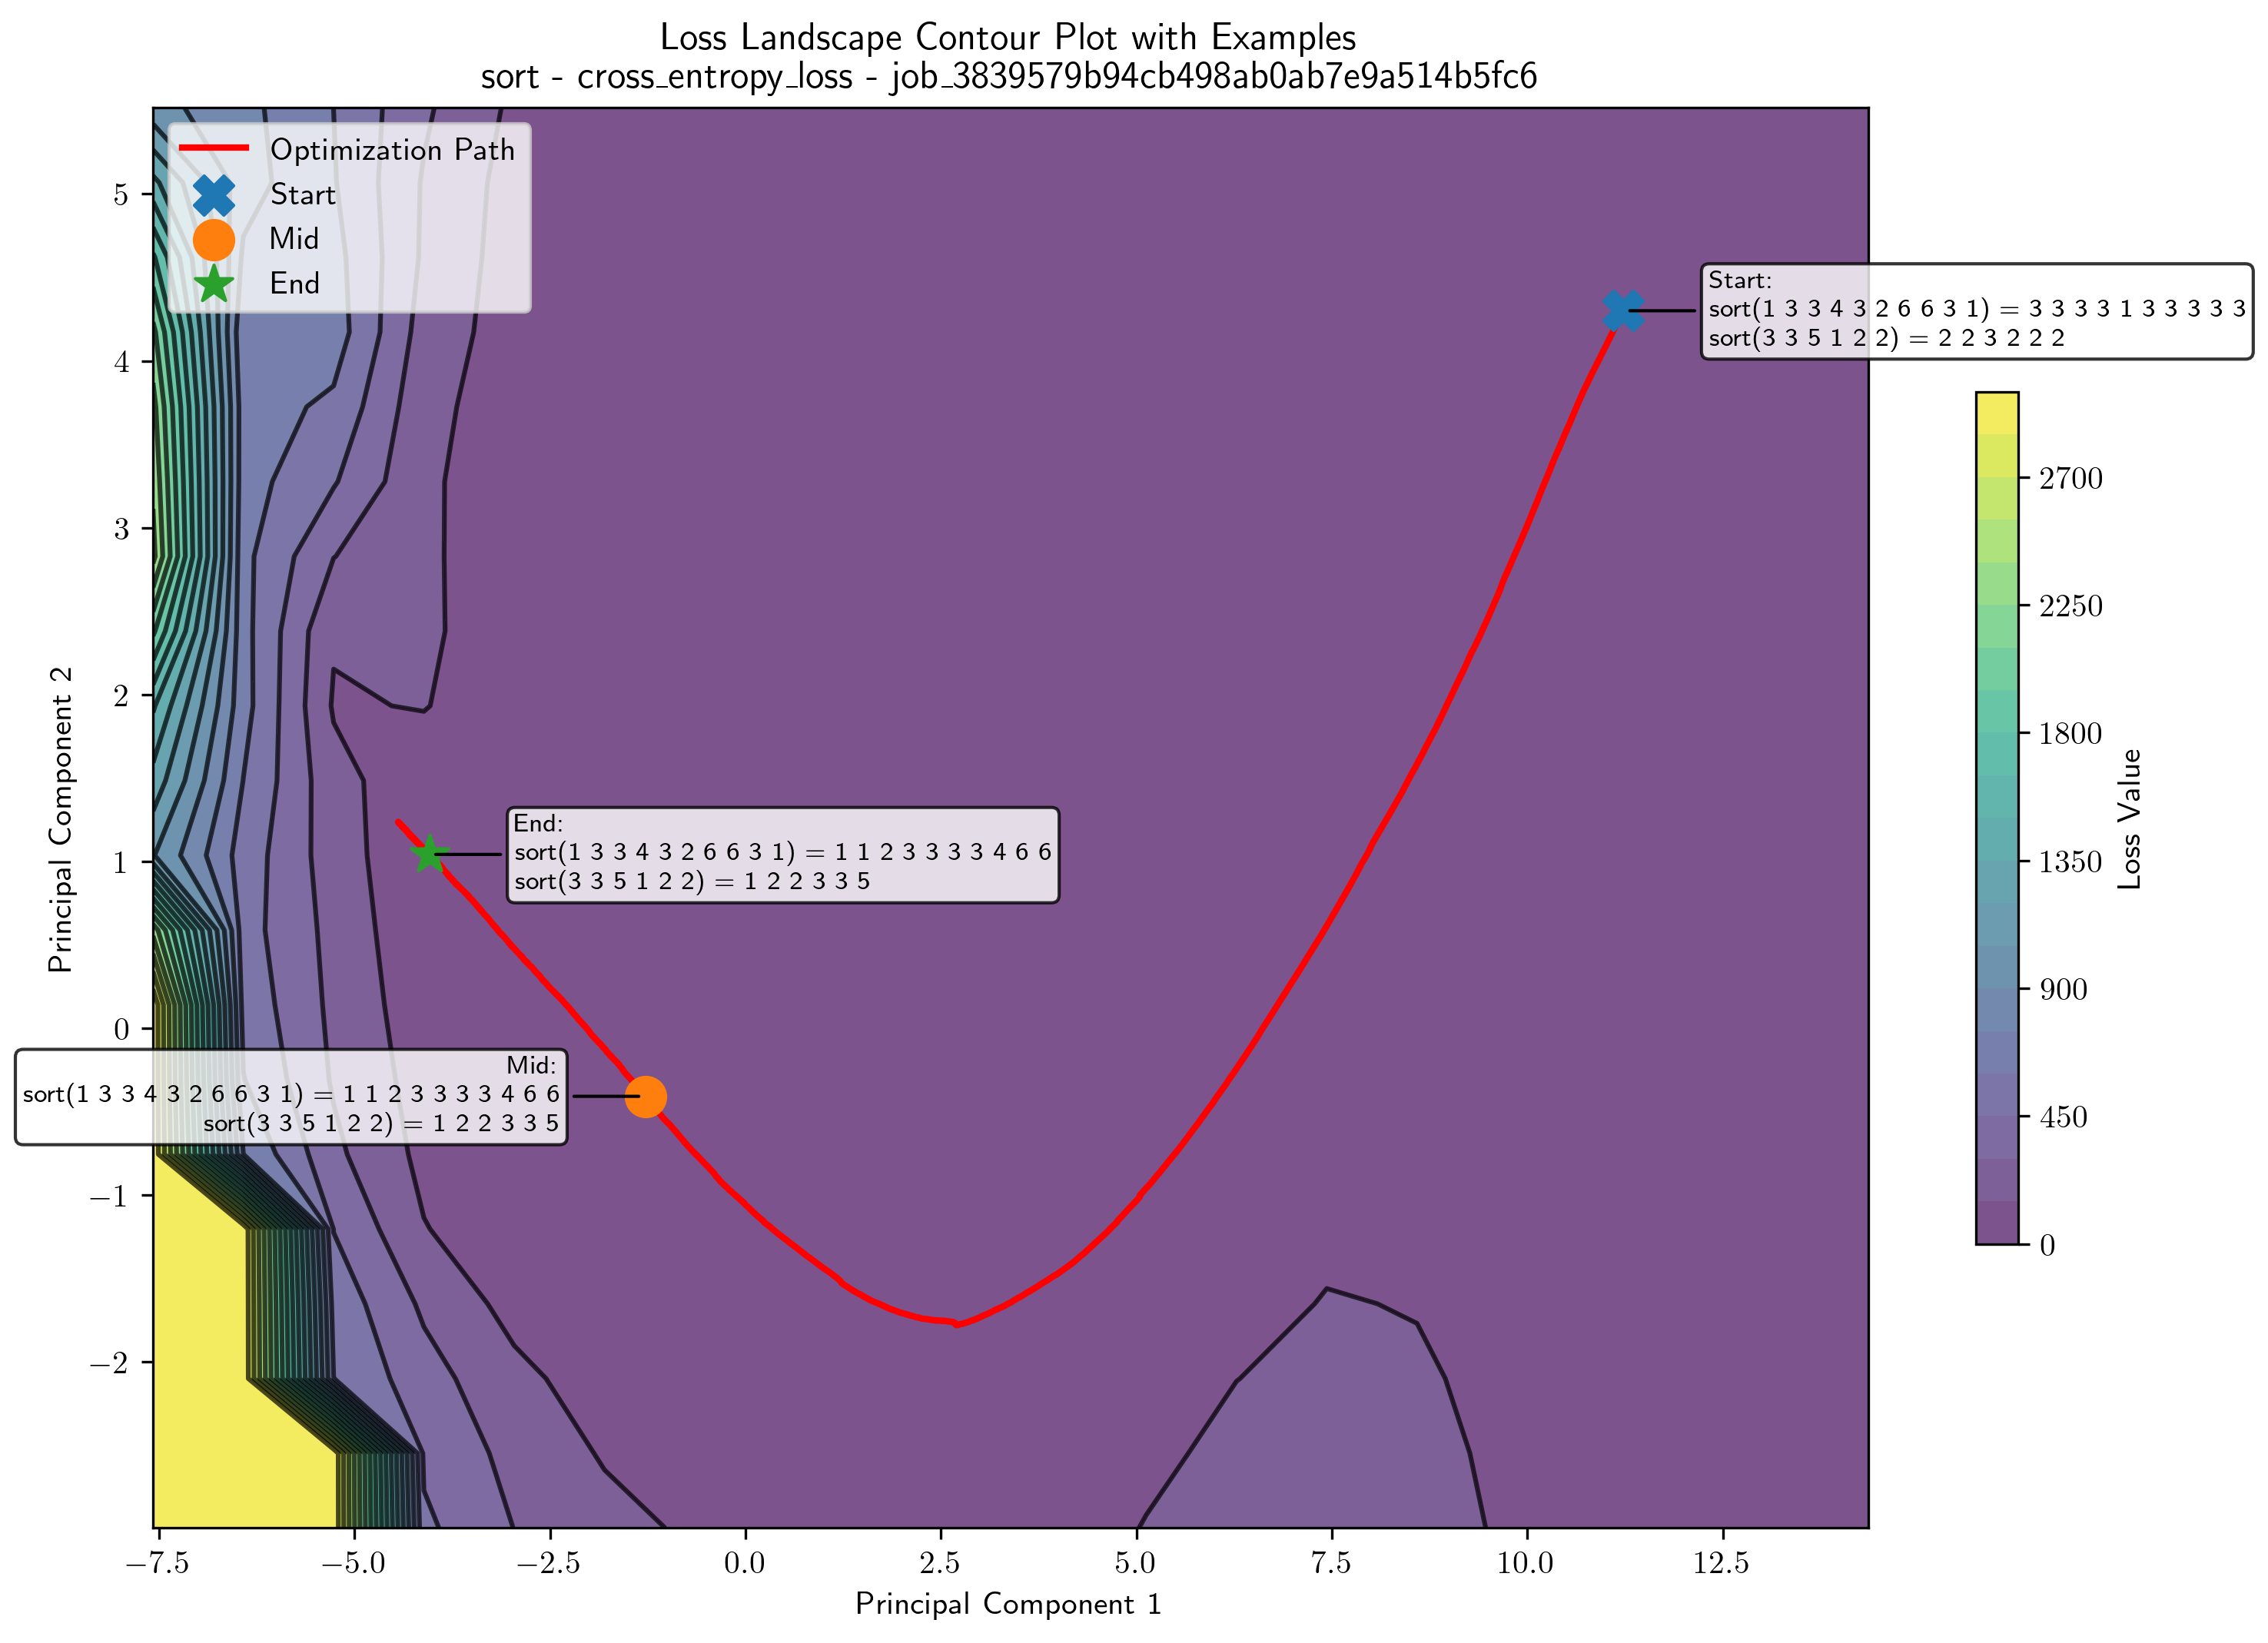 Loss Landscape Contour Plot with Examples
sort - cross_entropy_loss - job_3839579b94cb498ab0ab7e9a514b5fc6
Optimization Path
Start
Mid
End
Start:
sort(1 3 3 4 3 2 6 6 3 1) = 3 3 3 3 1 3 3 3 3 3
sort(3 3 5 1 2 2) = 2 2 3 2 2 2
End:
sort(1 3 3 4 3 2 6 6 3 1) = 1 1 2 3 3 3 3 4 6 6
sort(3 3 5 1 2 2) = 1 2 2 3 3 5
Mid:
sort(1 3 3 4 3 2 6 6 3 1) = 1 1 2 3 3 3 3 4 6 6
sort(3 3 5 1 2 2) = 1 2 2 3 3 5
Principal Component 2
5
4
3
2
1
0
−1
−2
−7.5 −5.0 −2.5 0.0 2.5 5.0 7.5 10.0 12.5
Principal Component 1
2700
2250
1800
1350
900
450
0
Loss Value